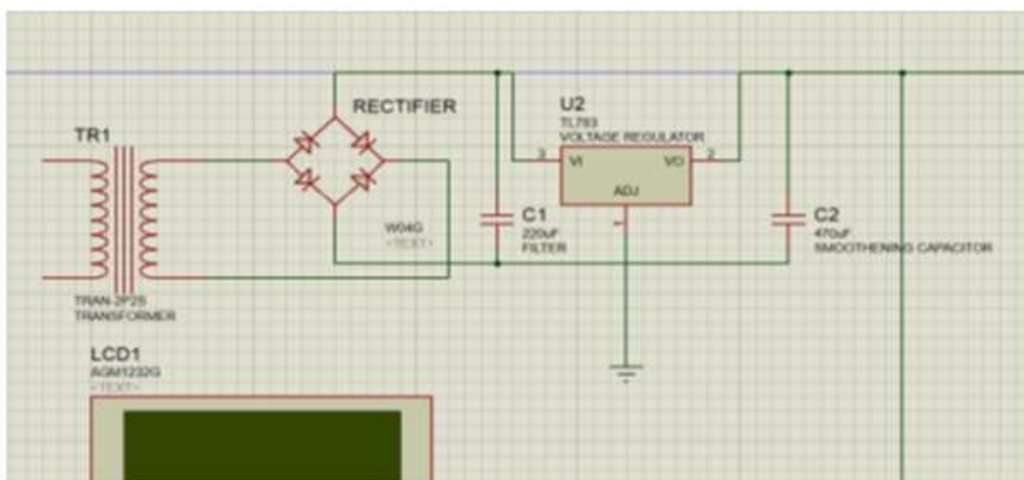 RECTIFIER
TR1
U2
TL783
VOLTAGE REGULATOR
3
VI
VO
2
ADJ
1
C1
220uF
FILTER
C2
470uF
SMOOTHENING CAPACITOR
W04G
<TEXT>
TRAN-2P2S
TRANSFORMER
LCD1
AGM1232G
<TEXT>